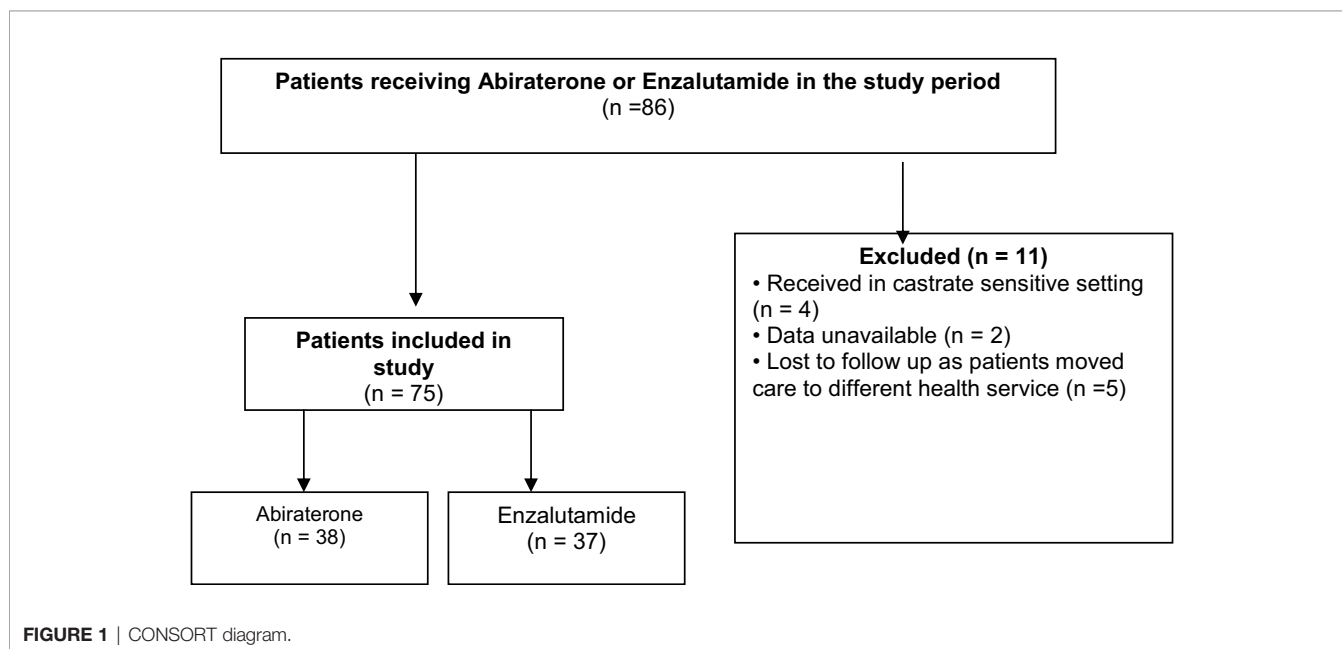 Patients receiving Abiraterone or Enzalutamide in the study period
(n =86)
Excluded (n = 11)
• Received in castrate sensitive setting
(n = 4)
• Data unavailable (n = 2)
• Lost to follow up as patients moved
care to different health service (n =5)
Patients included in
study
(n = 75)
Abiraterone
(n = 38)
Enzalutamide
(n = 37)
FIGURE 1 | CONSORT diagram.